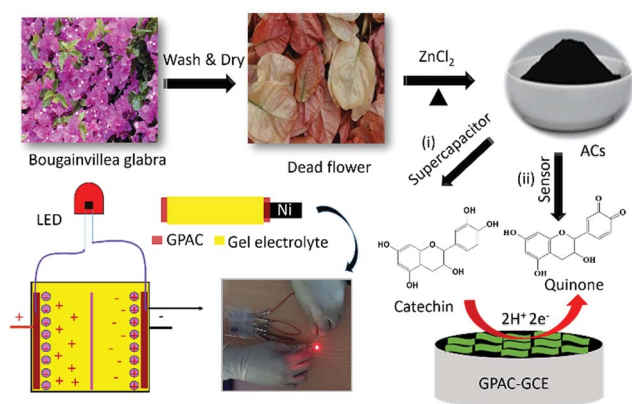 Wash & Dry
ZnCl2
Bougainvillea glabra
Dead flower
ACs
(i)
Supercapacitor
(ii)
Sensor
LED
Ni
GPAC
Gel electrolyte
OH
OH
HO
O
OH
OH
Catechin
O
O
HO
O
OH
OH
Quinone
2H+ 2e-
GPAC-GCE
+
-
+ + + + + + +
- - - - - - -